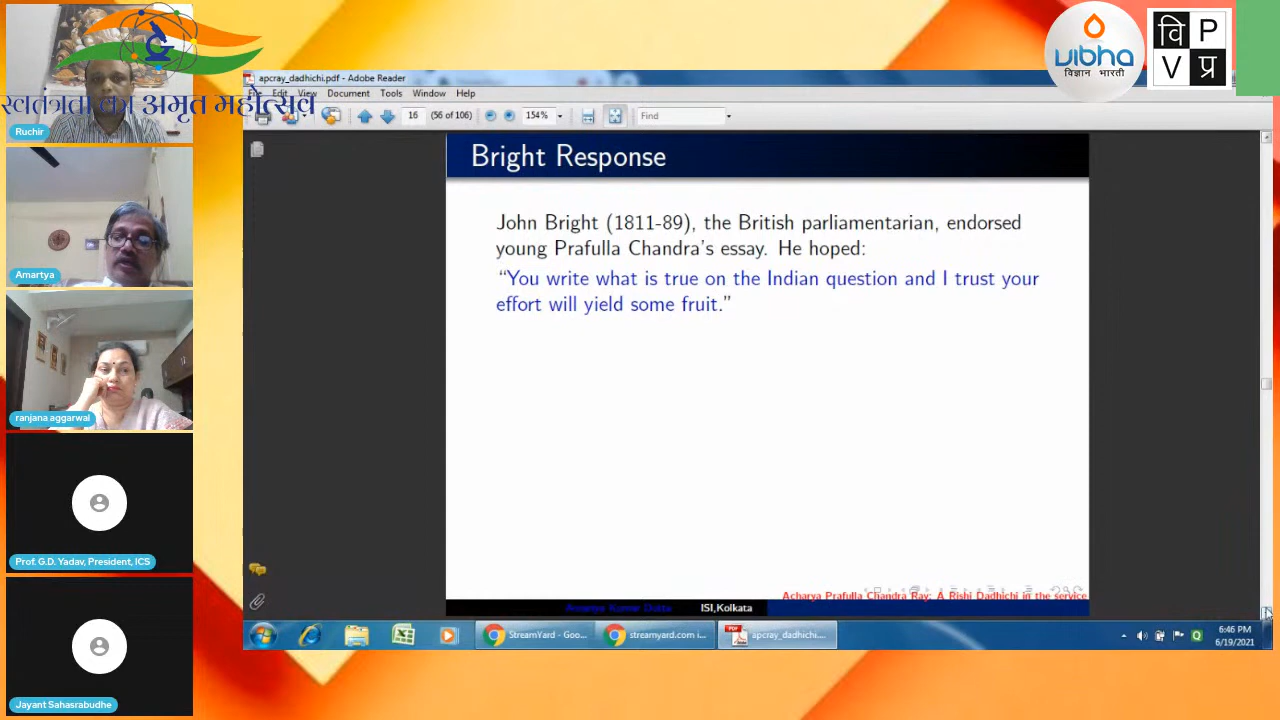 स्वतंत्रता का अमृत महोत्सव
Ruchir
Amartya
ranjana aggarwal
Prof. G.D. Yadav, President, ICS
Jayant Sahasrabudhe
vibha
विज्ञान भारती
वि P
V प्र
apcray_dadhichi.pdf - Adobe Reader
Edit View Document Tools Window Help
16 (56 of 106) 154% Find
Bright Response
John Bright (1811-89), the British parliamentarian, endorsed
young Prafulla Chandra's essay. He hoped:
“You write what is true on the Indian question and I trust your
effort will yield some fruit.”
Acharya Prafulla Chandra Ray: A Rishi Dadhichi in the service
Amartya Kumar Dutta ISI,Kolkata
StreamYard - Goo... streamyard.com i... apcray_dadhichi....
6:46 PM
6/19/2021